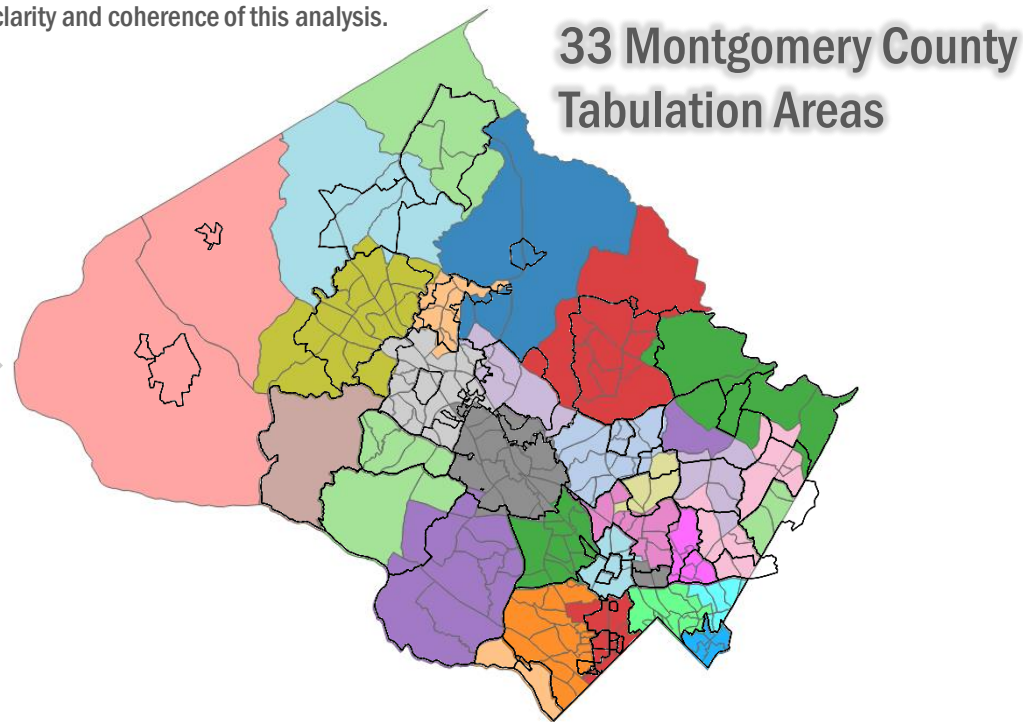 clarity and coherence of this analysis.
33 Montgomery County
Tabulation Areas